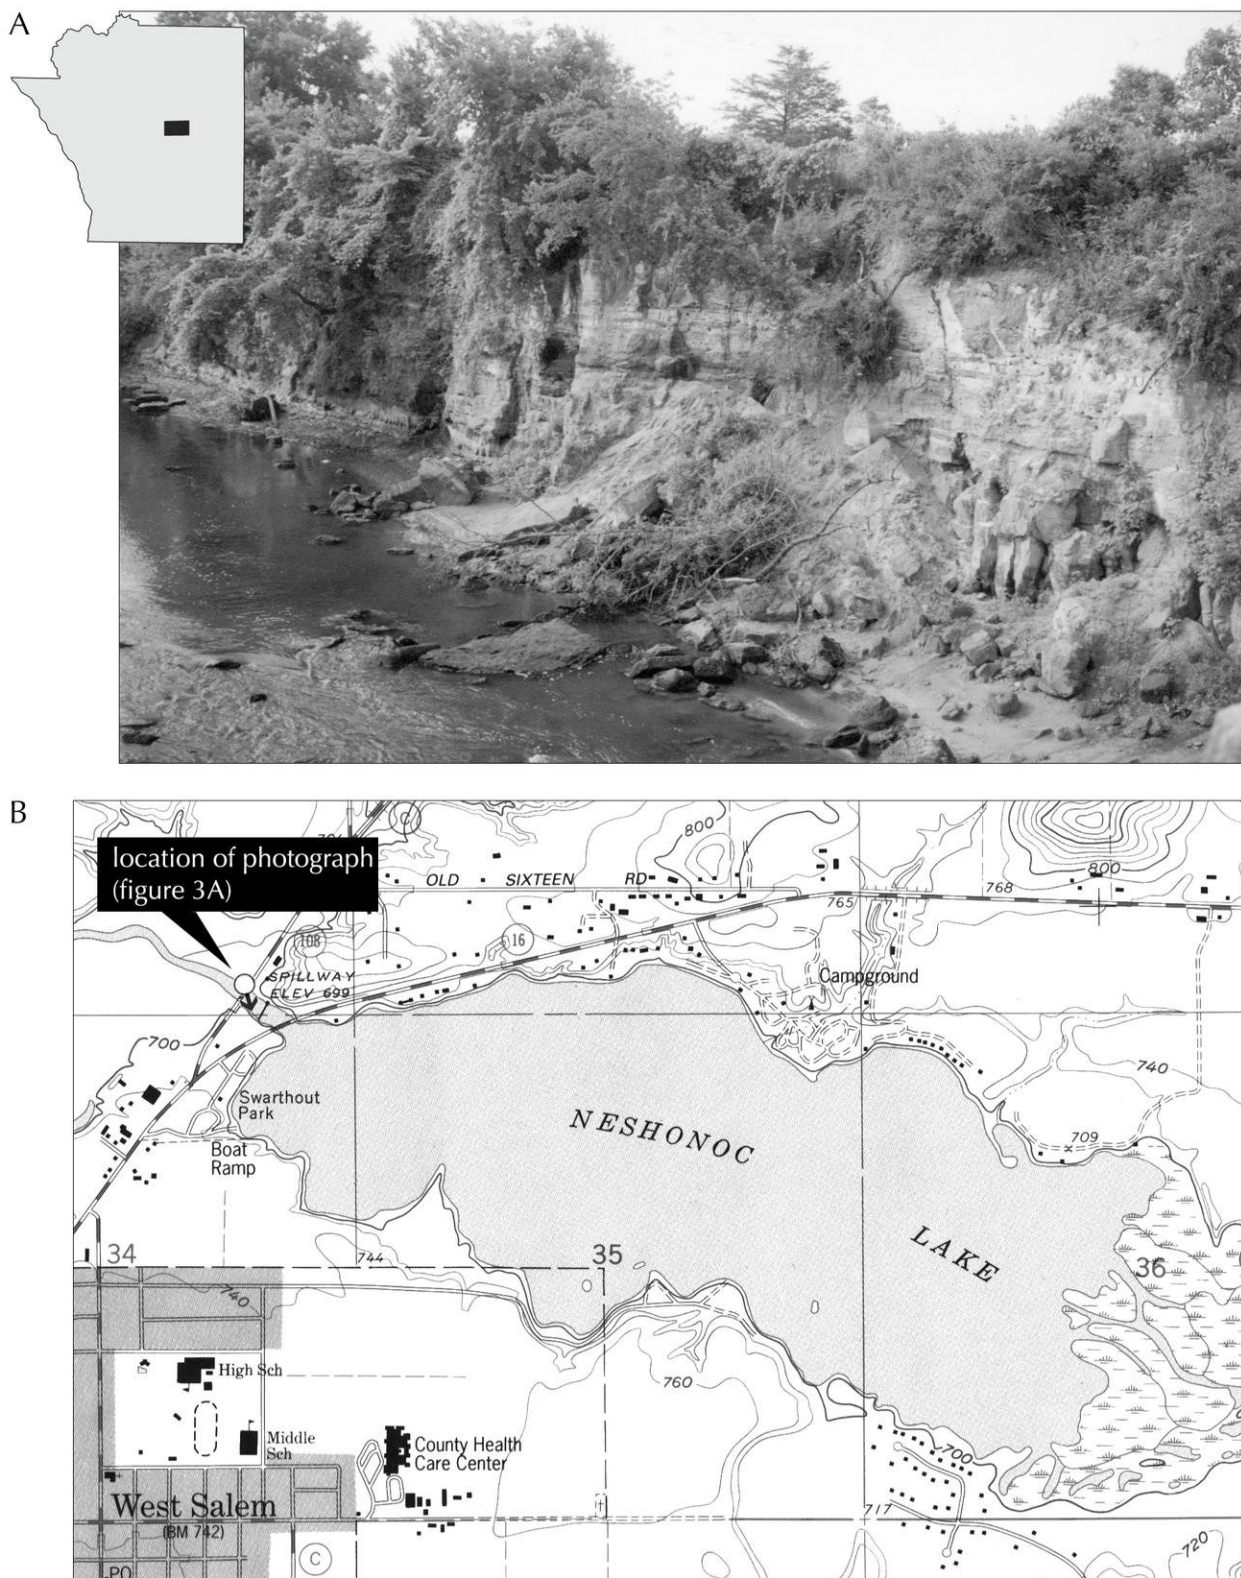 A
B
C
location of photograph
(figure 3A)
800
OLD SIXTEEN RD
768
800
765
108
16
SPILLWAY
ELEV 699
Campground
700
740
Swarthout
Park
NESHONOC
709
Boat
Ramp
LAKE
34
744
35
36
740
High Sch
760
Middle
Sch
County Health
Care Center
700
West Salem
(BM 742)
717
C
720
PO